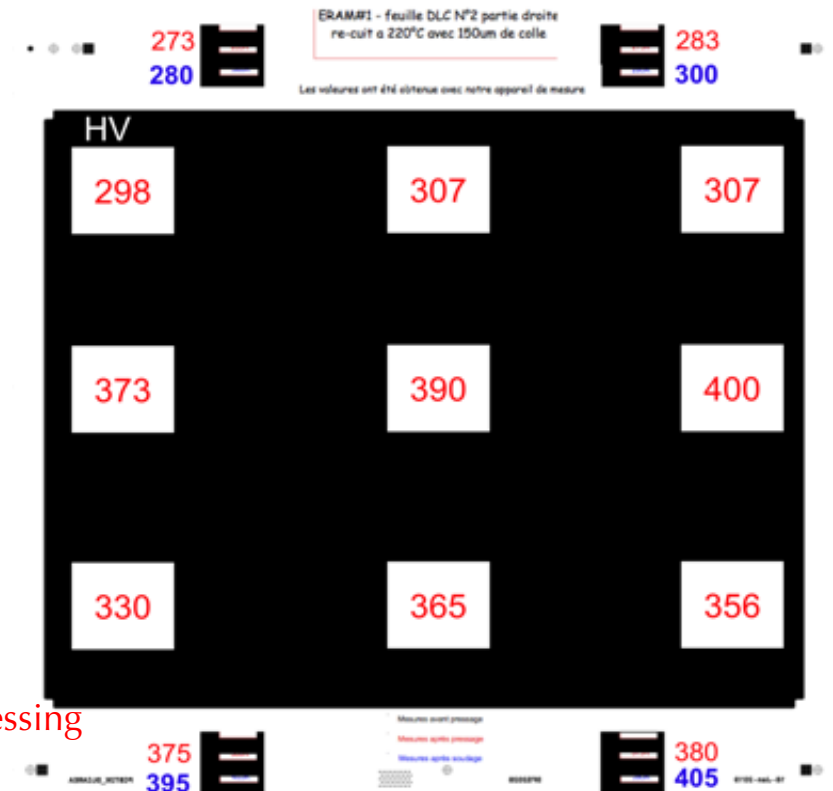 ERAM#1 - feuille DLC N°2 partie droite
re-cuit a 220°C avec 150um de colle
273
280
283
300
Les valeures ont été obtenue avec notre appareil de mesure
HV
298 307 307
373 390 400
330 365 356
essing
Mesures avant pressage
Mesures après pressage
Mesures après soudage
375
395
380
405